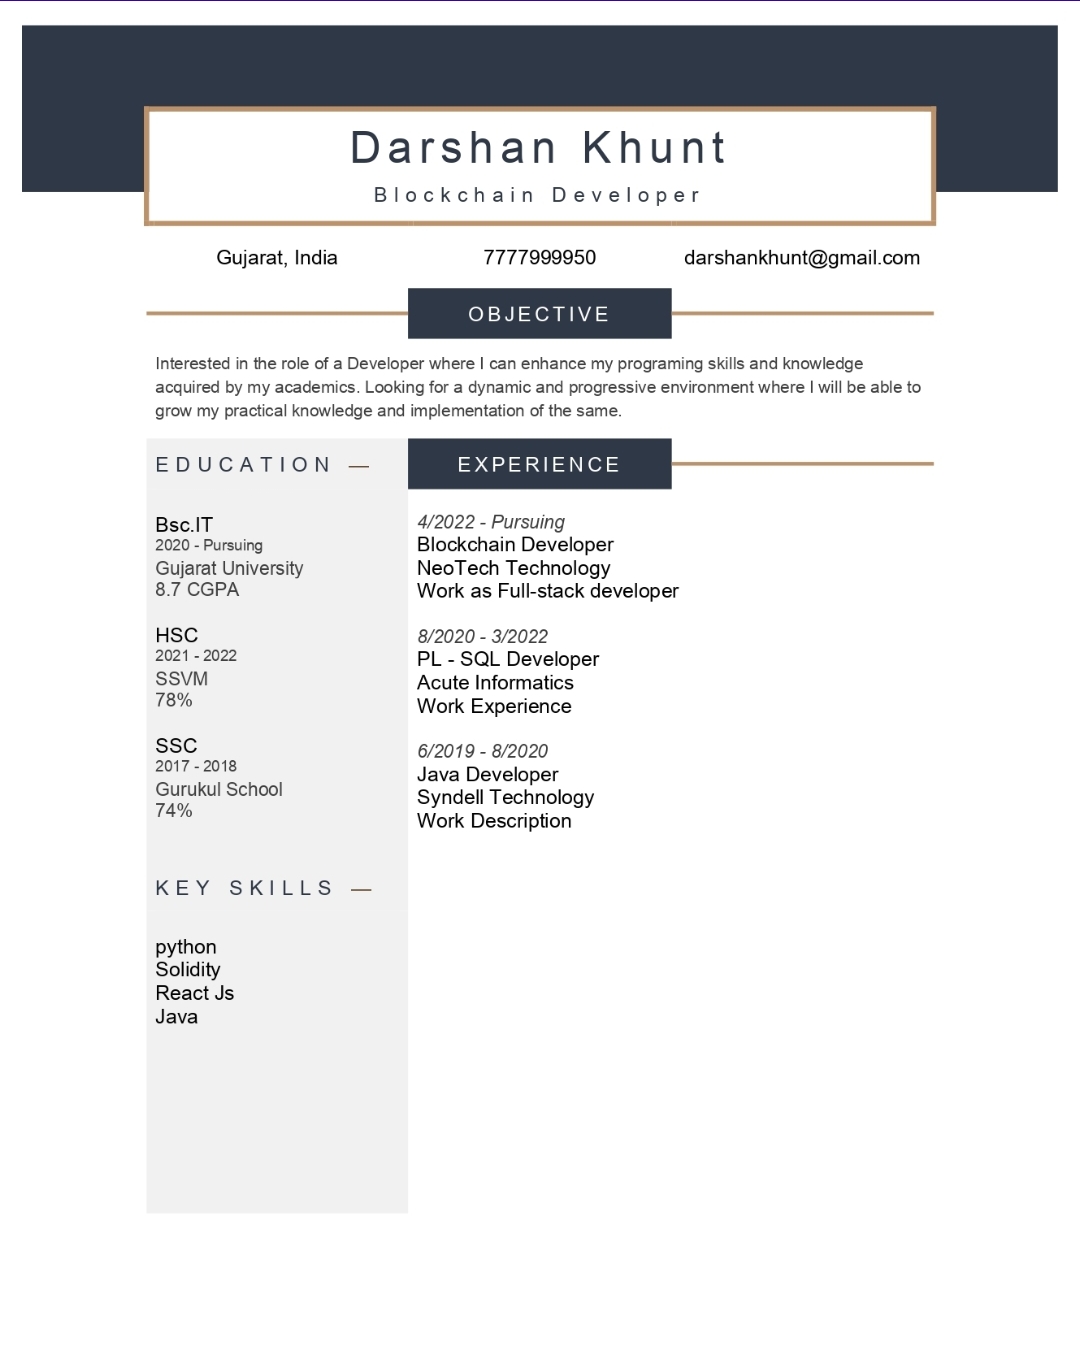 Darshan Khunt
Blockchain Developer
Gujarat, India 7777999950 darshankhunt@gmail.com
OBJECTIVE
Interested in the role of a Developer where I can enhance my programing skills and knowledge
acquired by my academics. Looking for a dynamic and progressive environment where I will be able to
grow my practical knowledge and implementation of the same.
EDUCATION —
Bsc.IT
2020 - Pursuing
Gujarat University
8.7 CGPA
HSC
2021 - 2022
SSVM
78%
SSC
2017 - 2018
Gurukul School
74%
KEY SKILLS —
python
Solidity
React Js
Java
EXPERIENCE
4/2022 - Pursuing
Blockchain Developer
NeoTech Technology
Work as Full-stack developer
8/2020 - 3/2022
PL - SQL Developer
Acute Informatics
Work Experience
6/2019 - 8/2020
Java Developer
Syndell Technology
Work Description